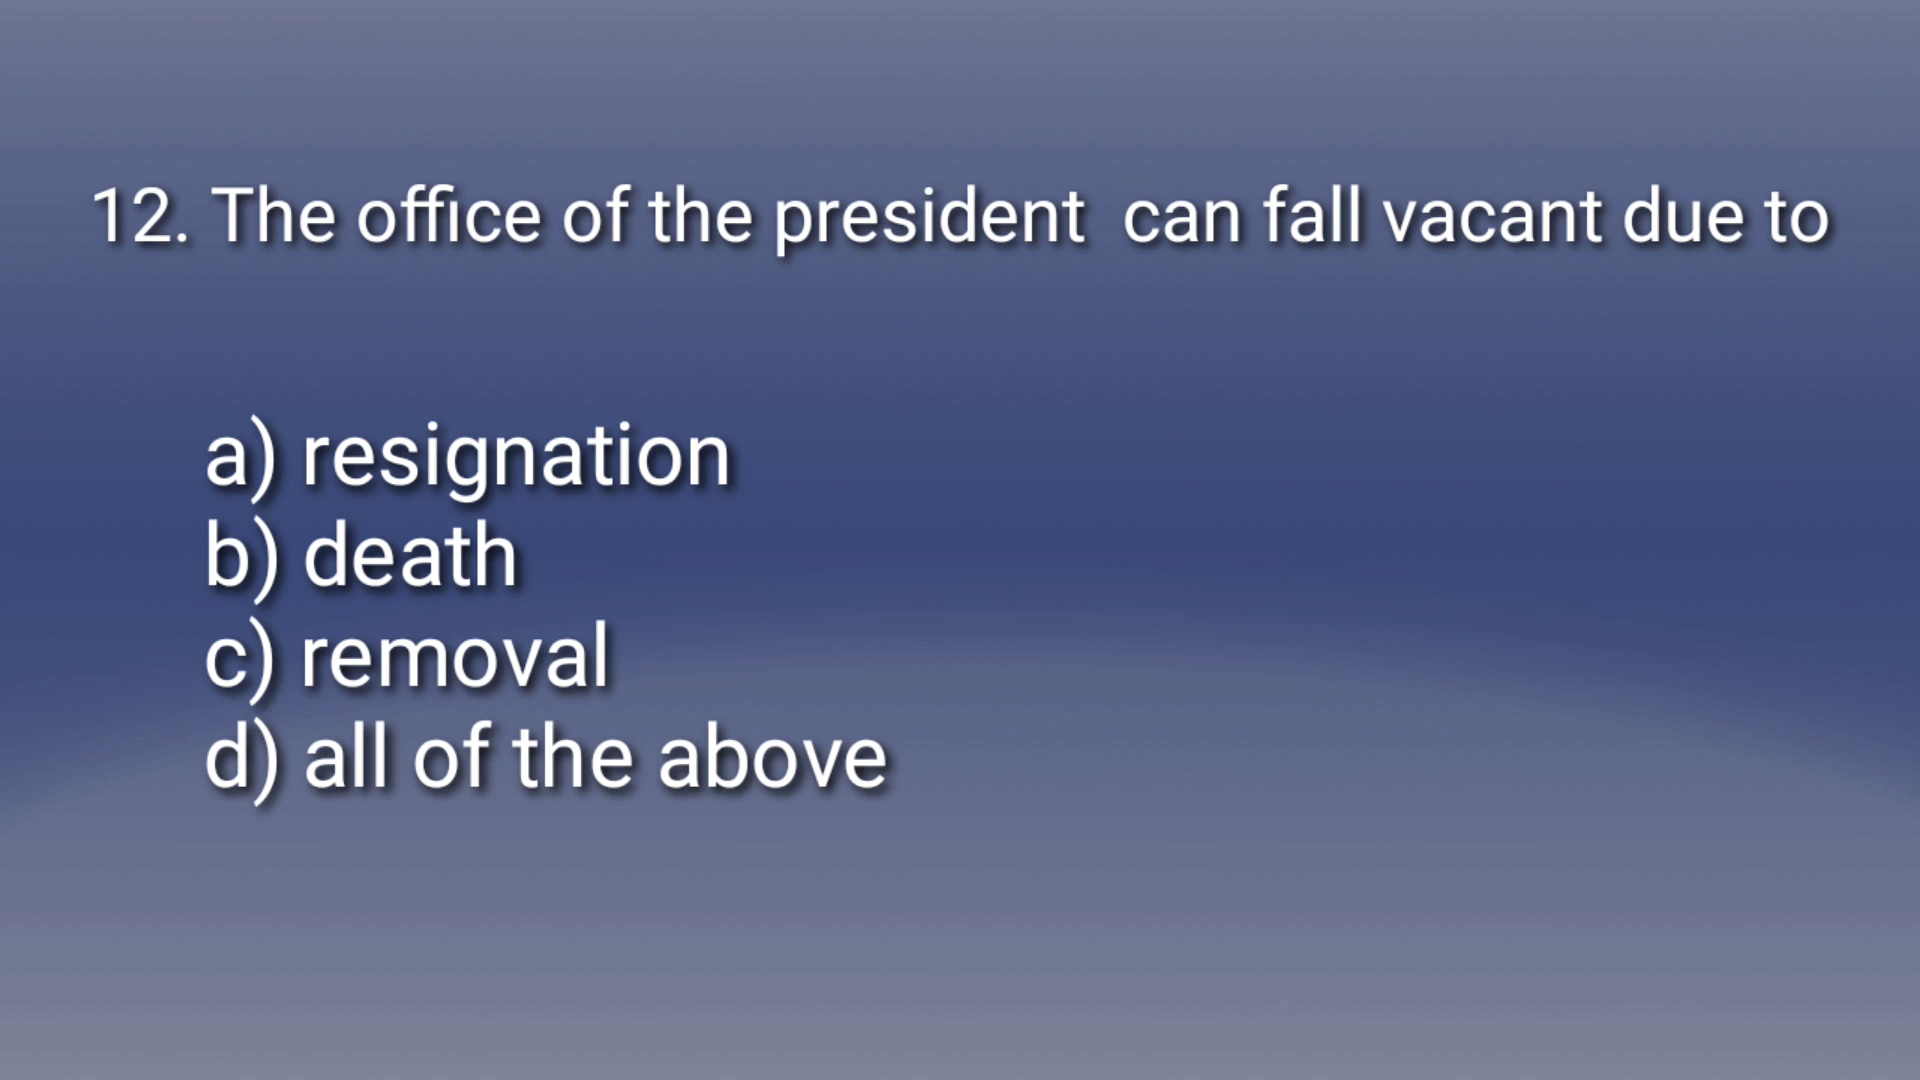 12. The office of the president  can fall vacant due to
a) resignation
b) death
c) removal
d) all of the above